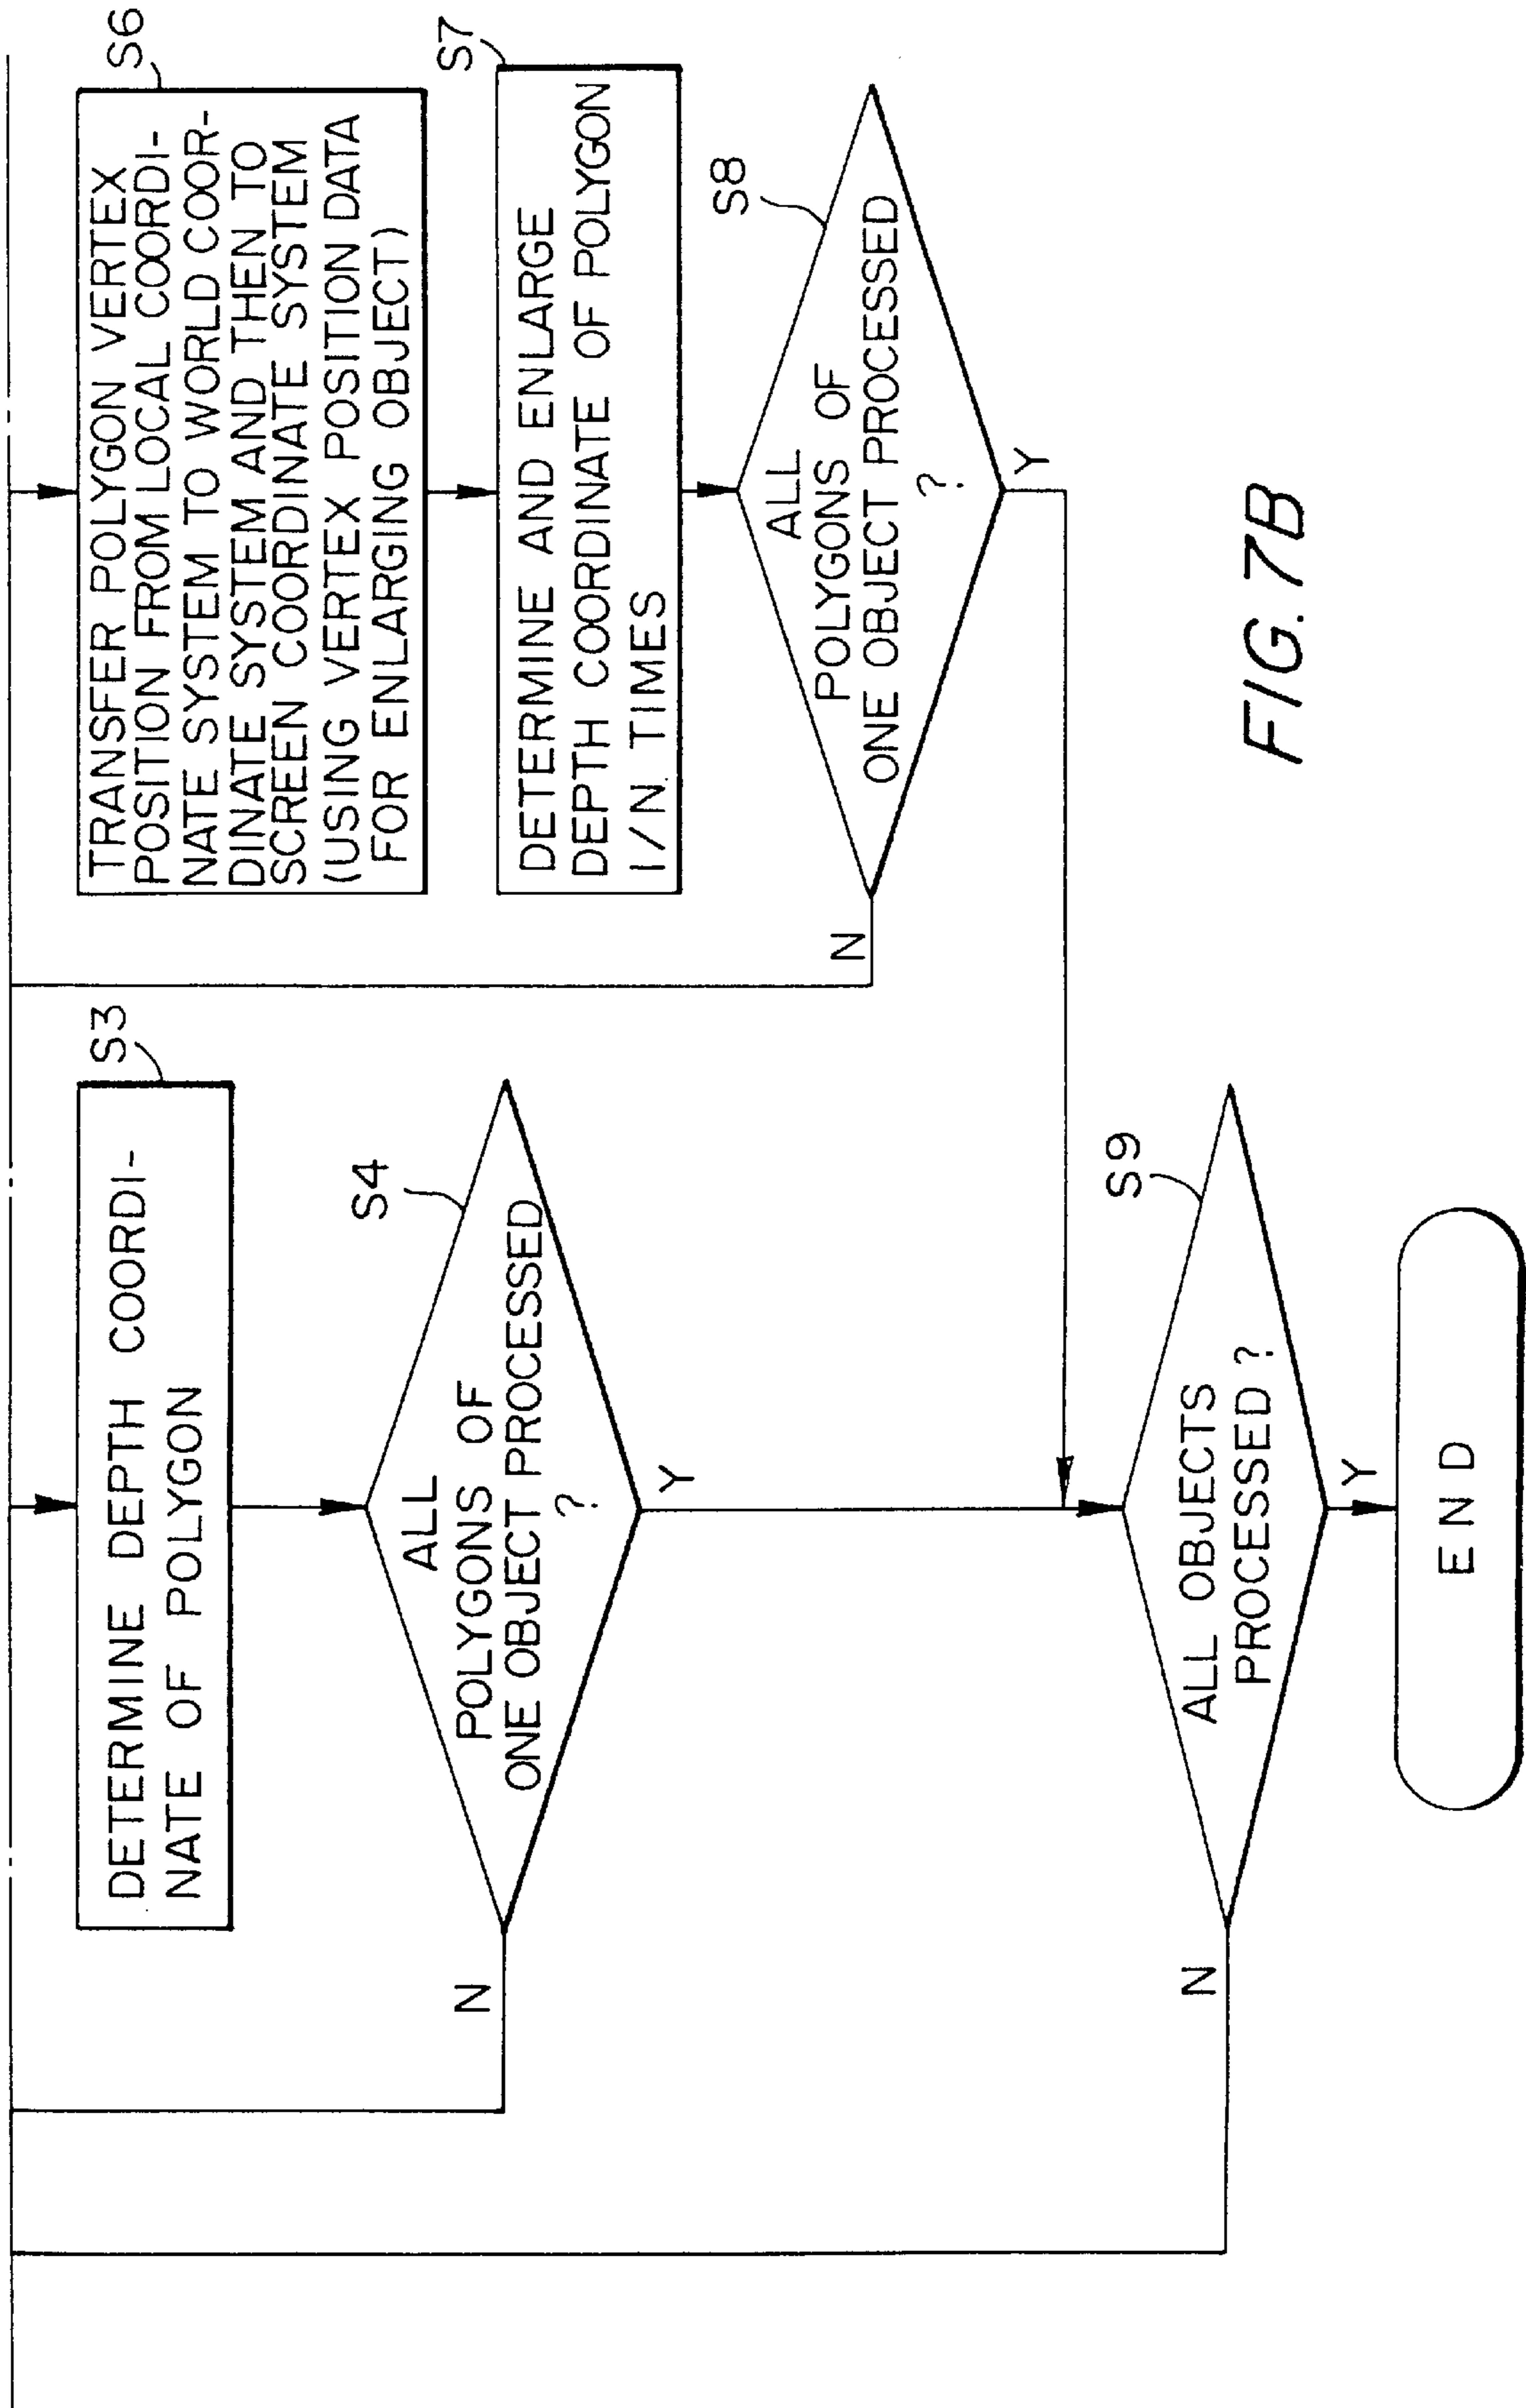 S3
DETERMINE DEPTH COORDI-
NATE OF POLYGON
S4
ALL
POLYGONS OF
ONE OBJECT PROCESSED
?
N
Y
S6
TRANSFER POLYGON VERTEX
POSITION FROM LOCAL COORDI-
NATE SYSTEM TO WORLD COOR-
DINATE SYSTEM AND THEN TO
SCREEN COORDINATE SYSTEM
(USING VERTEX POSITION DATA
FOR ENLARGING OBJECT)
S7
DETERMINE AND ENLARGE
DEPTH COORDINATE OF POLYGON
1/N TIMES
S8
ALL
POLYGONS OF
ONE OBJECT PROCESSED
?
N
Y
S9
ALL OBJECTS
PROCESSED ?
N
Y
END
FIG. 7B